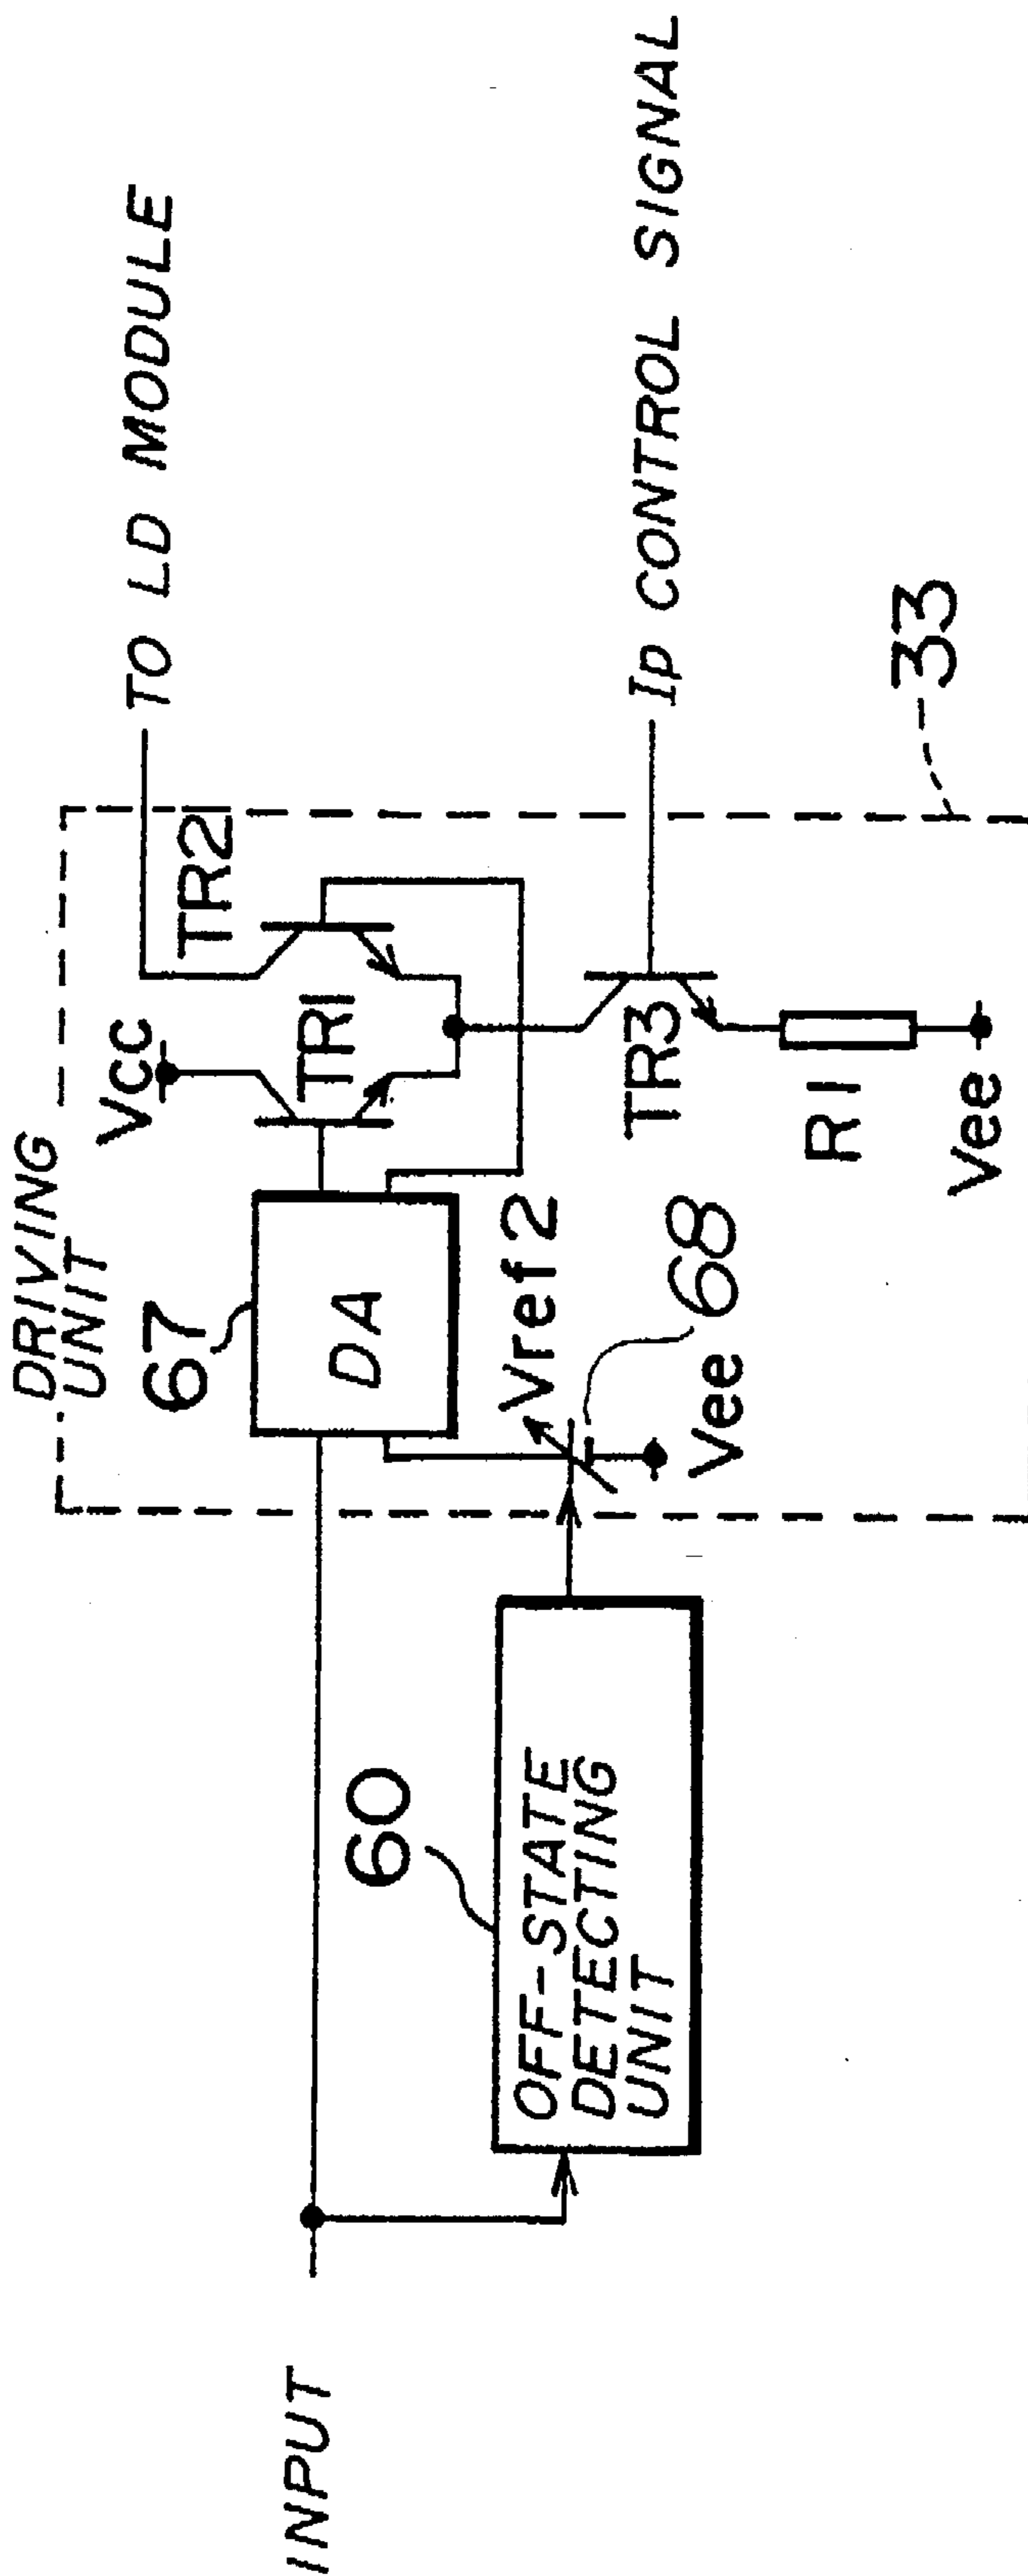 DRIVING
UNIT
TO LD MODULE
Vcc
TR2
TR1
67
DA
INPUT
Vref2
68
Vee
60
OFF-STATE
DETECTING
UNIT
Ip CONTROL SIGNAL
TR3
R1
Vee
33